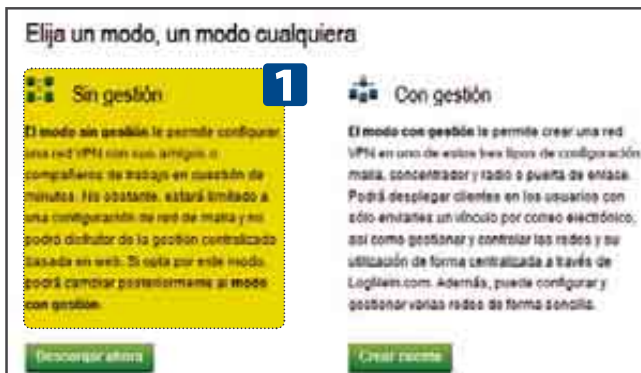 Elija un modo, un modo cualquiera
1
Sin gestión
El modo sin gestión le permite configurar
una red VPN con sus amigos o
compañeros de trabajo en cuestión de
minutos. No obstante, estará limitado a
una configuración de red de malla y no
podrá disfrutar de la gestión centralizada
basada en web. Si opta por este modo,
podrá cambiar posteriormente al modo
con gestión.
Descargar ahora
Con gestión
El modo con gestión le permite crear una red
VPN en uno de estos tres tipos de configuración
malla, concentrador y radio o puerta de enlace.
Podrá desplegar clientes en los usuarios con
sólo enviarles un vínculo por correo electrónico,
así como gestionar y controlar las redes y su
utilización de forma centralizada a través de
LogMein.com. Además, puede configurar y
gestionar varias redes de forma sencilla.
Crear cuenta